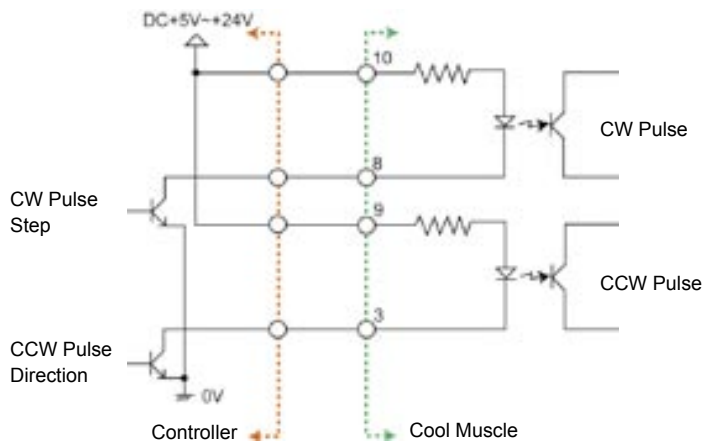 DC+5V~+24V
10
CW Pulse
8
CW Pulse
Step
9
CCW Pulse
3
CCW Pulse
Direction
0V
Controller
Cool Muscle